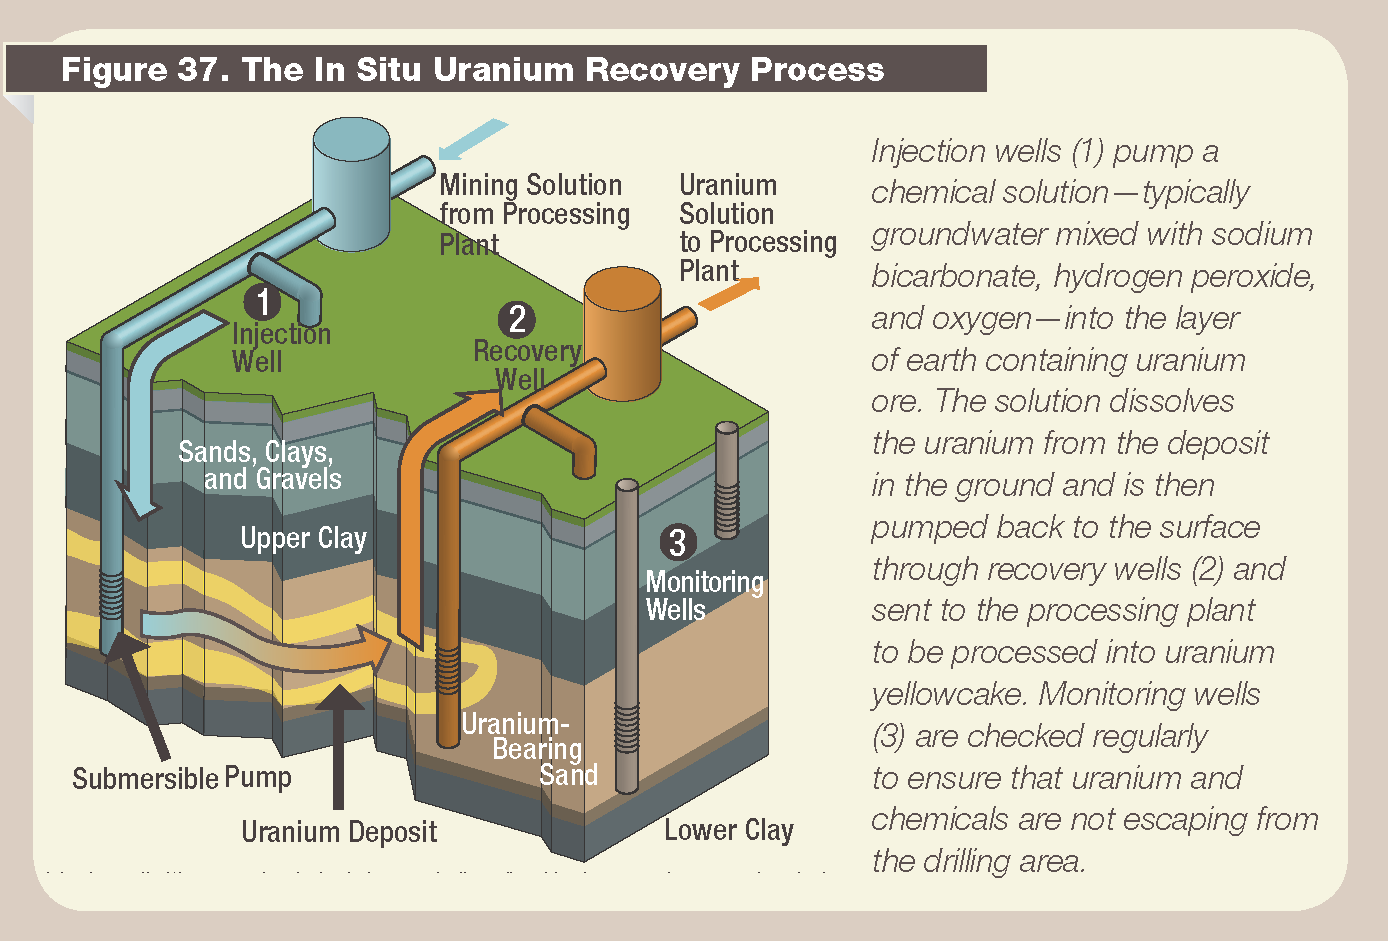 Figure 37. The In Situ Uranium Recovery Process
Mining Solution
from Processing
Plant
Uranium
Solution
to Processing
Plant
1
Injection
Well
2
Recovery
Well
Sands, Clays,
and Gravels
Upper Clay
3
Monitoring
Wells
Uranium-
Bearing
Sand
Submersible Pump
Uranium Deposit
Lower Clay
Injection wells (1) pump a
chemical solution—typically
groundwater mixed with sodium
bicarbonate, hydrogen peroxide,
and oxygen—into the layer
of earth containing uranium
ore. The solution dissolves
the uranium from the deposit
in the ground and is then
pumped back to the surface
through recovery wells (2) and
sent to the processing plant
to be processed into uranium
yellowcake. Monitoring wells
(3) are checked regularly
to ensure that uranium and
chemicals are not escaping from
the drilling area.